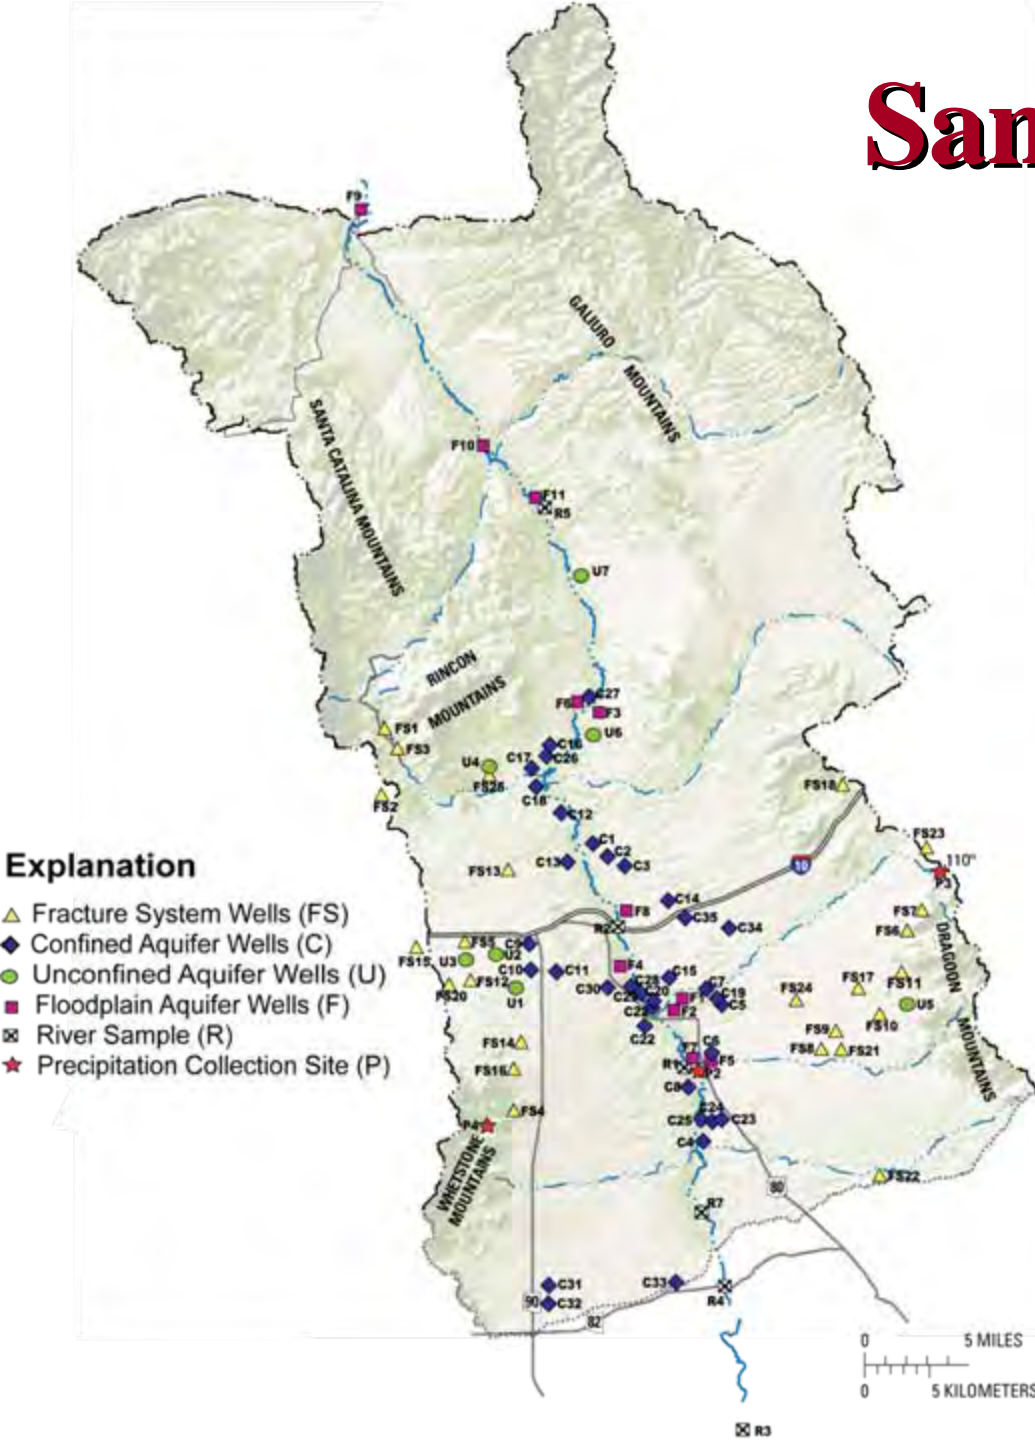 San
F9
GALIURO
MOUNTAINS
SANTA CATALINA MOUNTAINS
F10
F11
R5
U7
RINCON
MOUNTAINS
C27
F6
F3
U6
FS1
FS3
C16
C26
C17
U4
FS25
C18
FS2
FS18
C12
C1
C2
C3
C13
FS13
10
FS23
110°
P3
Explanation
Fracture System Wells (FS)
Confined Aquifer Wells (C)
Unconfined Aquifer Wells (U)
Floodplain Aquifer Wells (F)
River Sample (R)
Precipitation Collection Site (P)
C14
F8
C35
R2
C34
FS7
FS6
DRAGOON
MOUNTAINS
FS5
C9
U2
FS15
U3
C10
C11
FS12
FS20
U1
F4
C15
C30
C28
C29
C20
C7
C19
C5
F2
C22
FS17
FS11
FS24
U5
FS10
FS9
FS8
FS21
FS14
FS16
FS4
P4
WHETSTONE
MOUNTAINS
C6
F7
F5
R1
P2
C8
C24
C25
C23
C4
FS22
80
R7
C31
C32
C33
R4
90
82
0
5 MILES
0
5 KILOMETERS
R3